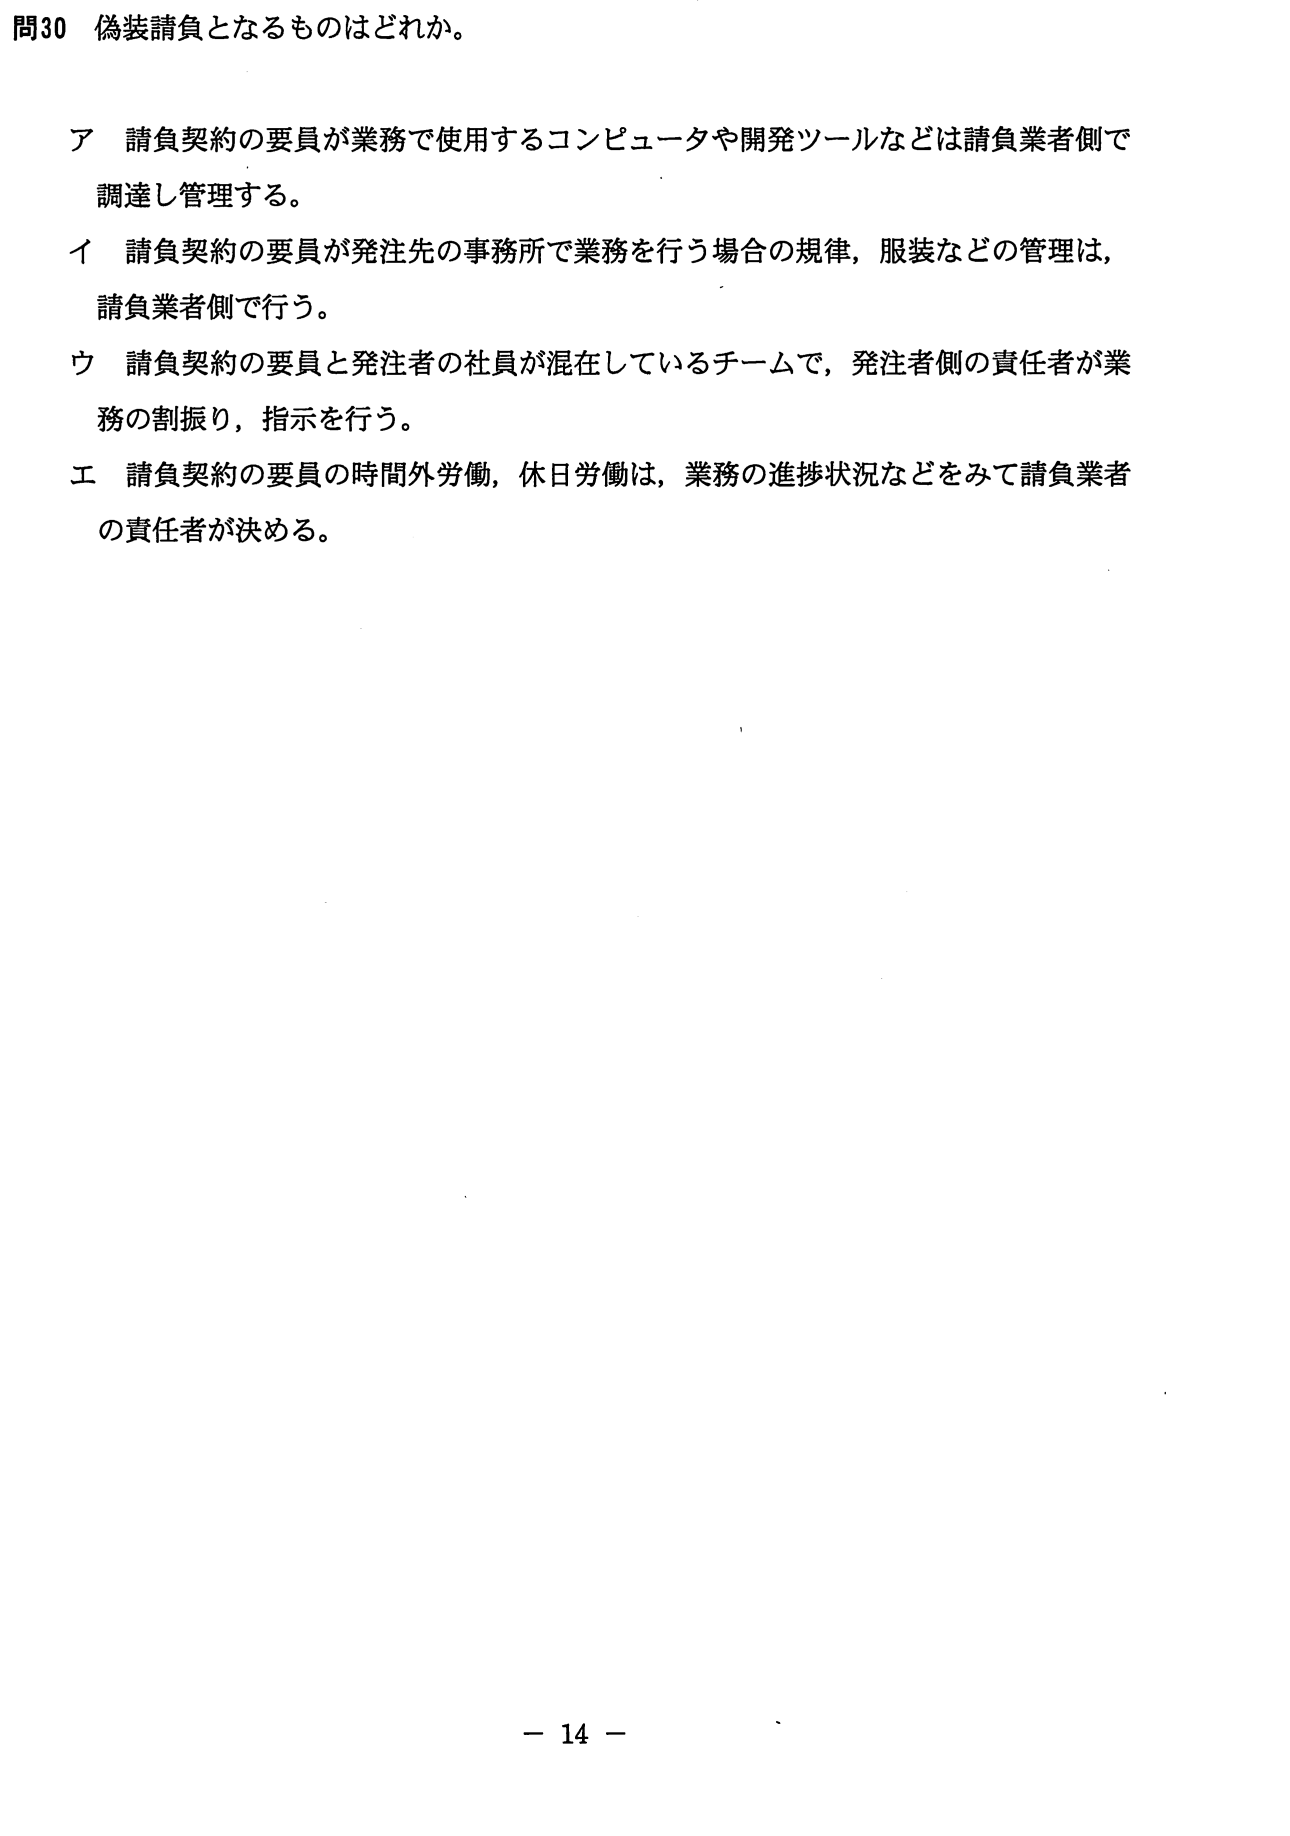 問30　偽装請負となるものはどれか。
ア　請負契約の要員が業務で使用するコンピュータや開発ツールなどは請負業者側で
調達し管理する。
イ　請負契約の要員が発注先の事務所で業務を行う場合の規律，服装などの管理は，
請負業者側で行う。
ウ　請負契約の要員と発注者の社員が混在しているチームで，発注者側の責任者が業
務の割振り，指示を行う。
エ　請負契約の要員の時間外労働，休日労働は，業務の進捗状況などをみて請負業者
の責任者が決める。
－ 14 －